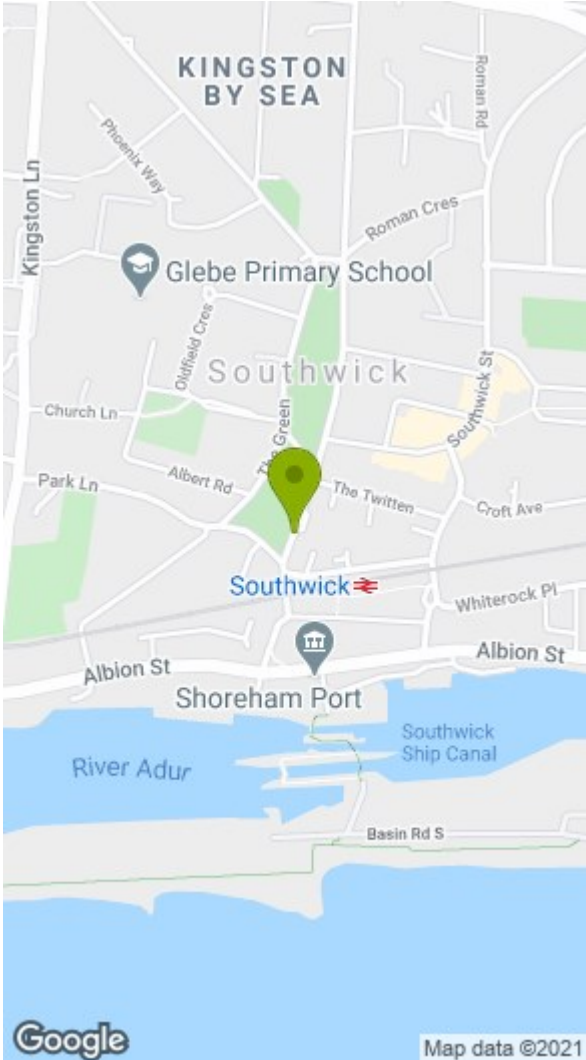 KINGSTON
BY SEA
Roman Rd
Phoenix Way
Kingston Ln
Roman Cres
Glebe Primary School
Oldfield Cres
Southwick
Southwick St
Church Ln
The Green
Albert Rd
Park Ln
The Twitten
Croft Ave
Southwick
Whiterock Pl
Albion St
Albion St
Shoreham Port
Southwick
Ship Canal
River Adur
Basin Rd S
Google
Map data ©2021